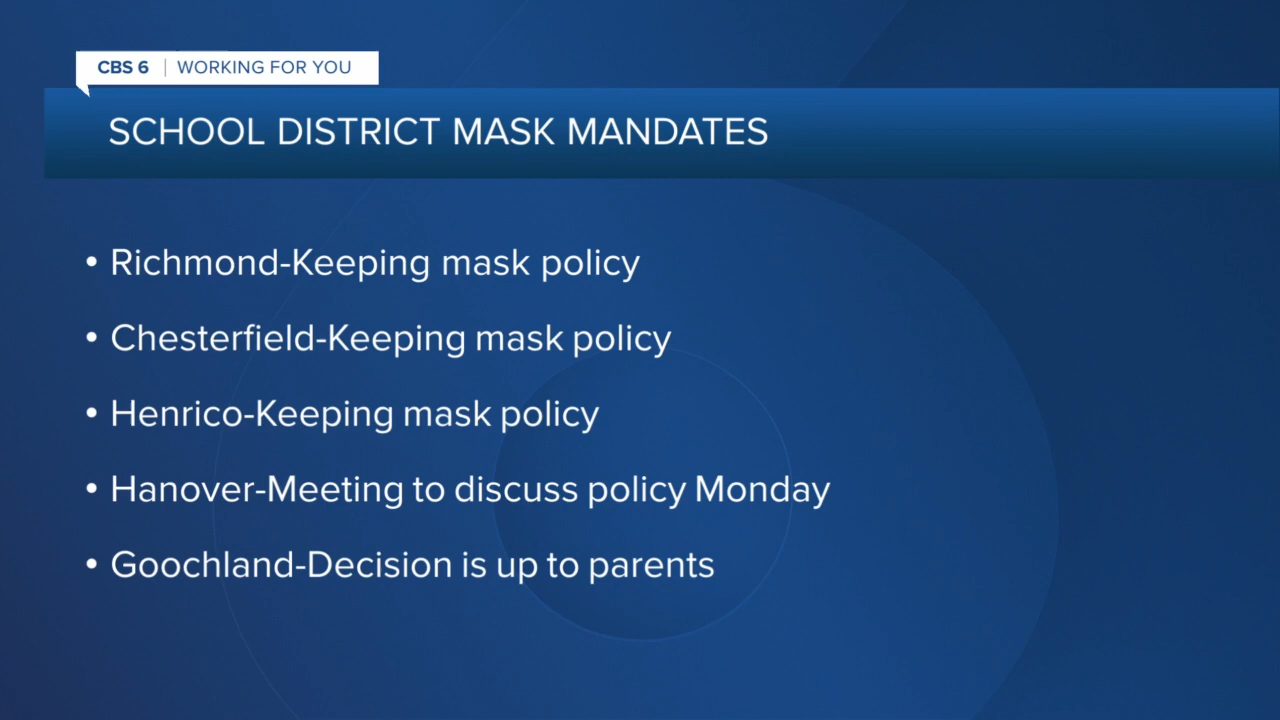 CBS 6 | WORKING FOR YOU
SCHOOL DISTRICT MASK MANDATES
• Richmond-Keeping mask policy
• Chesterfield-Keeping mask policy
• Henrico-Keeping mask policy
• Hanover-Meeting to discuss policy Monday
• Goochland-Decision is up to parents